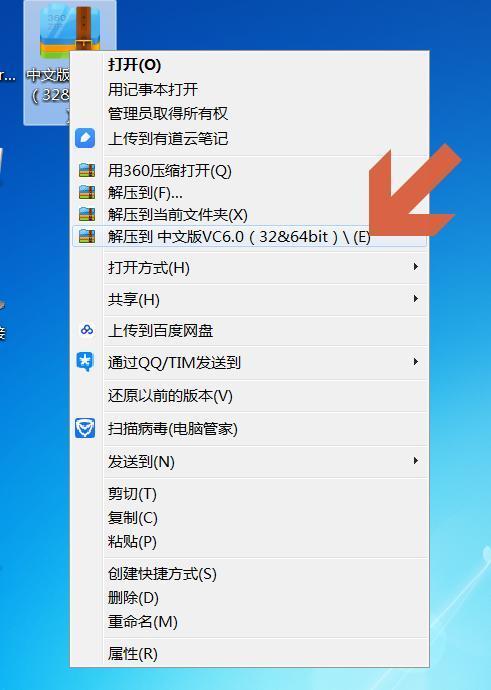 360
中文版
（32&
打开(O)
用记事本打开
管理员取得所有权
上传到有道云笔记
用360压缩打开(Q)
解压到(F)...
解压到当前文件夹(X)
解压到 中文版VC6.0（32&64bit）\ (E)
打开方式(H)
共享(H)
上传到百度网盘
通过QQ/TIM发送到
还原以前的版本(V)
扫描病毒(电脑管家)
发送到(N)
剪切(T)
复制(C)
粘贴(P)
创建快捷方式(S)
删除(D)
重命名(M)
属性(R)